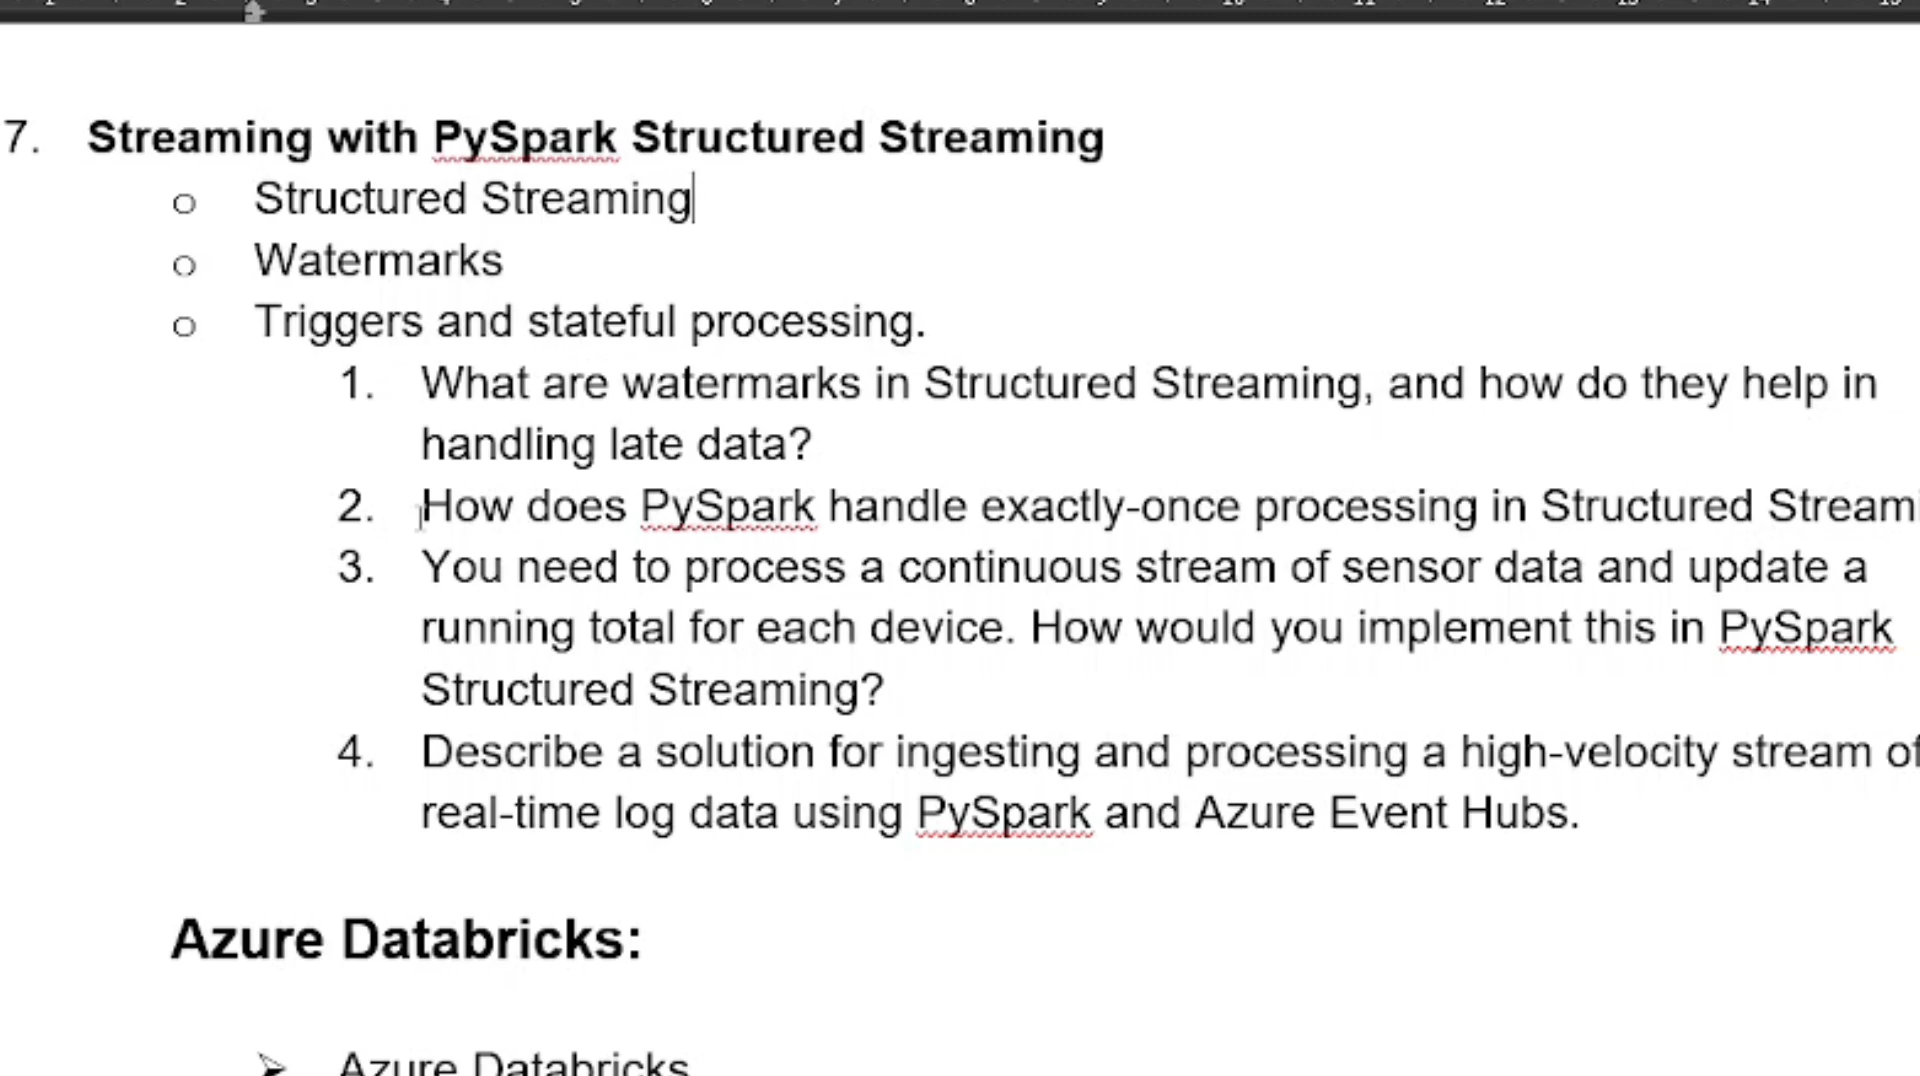 7. Streaming with PySpark Structured Streaming
o Structured Streaming
o Watermarks
o Triggers and stateful processing.
1. What are watermarks in Structured Streaming, and how do they help in
handling late data?
2. How does PySpark handle exactly-once processing in Structured Streami
3. You need to process a continuous stream of sensor data and update a
running total for each device. How would you implement this in PySpark
Structured Streaming?
4. Describe a solution for ingesting and processing a high-velocity stream of
real-time log data using PySpark and Azure Event Hubs.
Azure Databricks:
➢ Azure Databricks